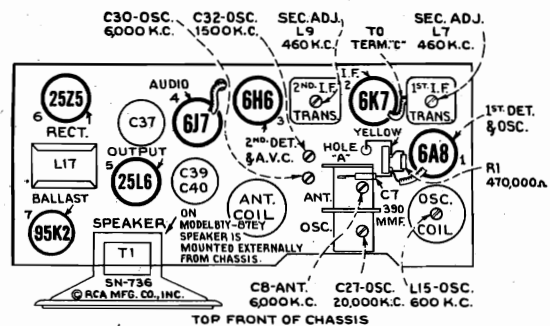 C30-OSC. 6,000 K.C.
C32-OSC. 1500 K.C.
SEC. ADJ. L9 460 K.C.
TO TERM."C"
SEC. ADJ. L7 460 K.C.
25Z5
6
RECT.
C37
AUDIO
4
6J7
6H6
3
2ND. DET. & A.V.C.
2ND. I.F. TRANS.
I.F.
2
6K7
1ST. I.F. TRANS.
1ST. DET. & OSC.
YELLOW
HOLE "A"
6A8
1
R1 470,000Ω
L17
BALLAST
OUTPUT
5
25L6
C39
C40
ANT. COIL
ANT.
OSC.
C7 390 MMF.
OSC. COIL
7
95K2
SPEAKER
T1
SN-736
ON MODEL 81Y-87EY
SPEAKER IS
MOUNTED EXTERNALLY
FROM CHASSIS.
© RCA MFG. CO., INC.
C8-ANT. 6,000 K.C.
C27-OSC. 20,000 K.C.
L15-OSC. 600 K.C.
TOP FRONT OF CHASSIS